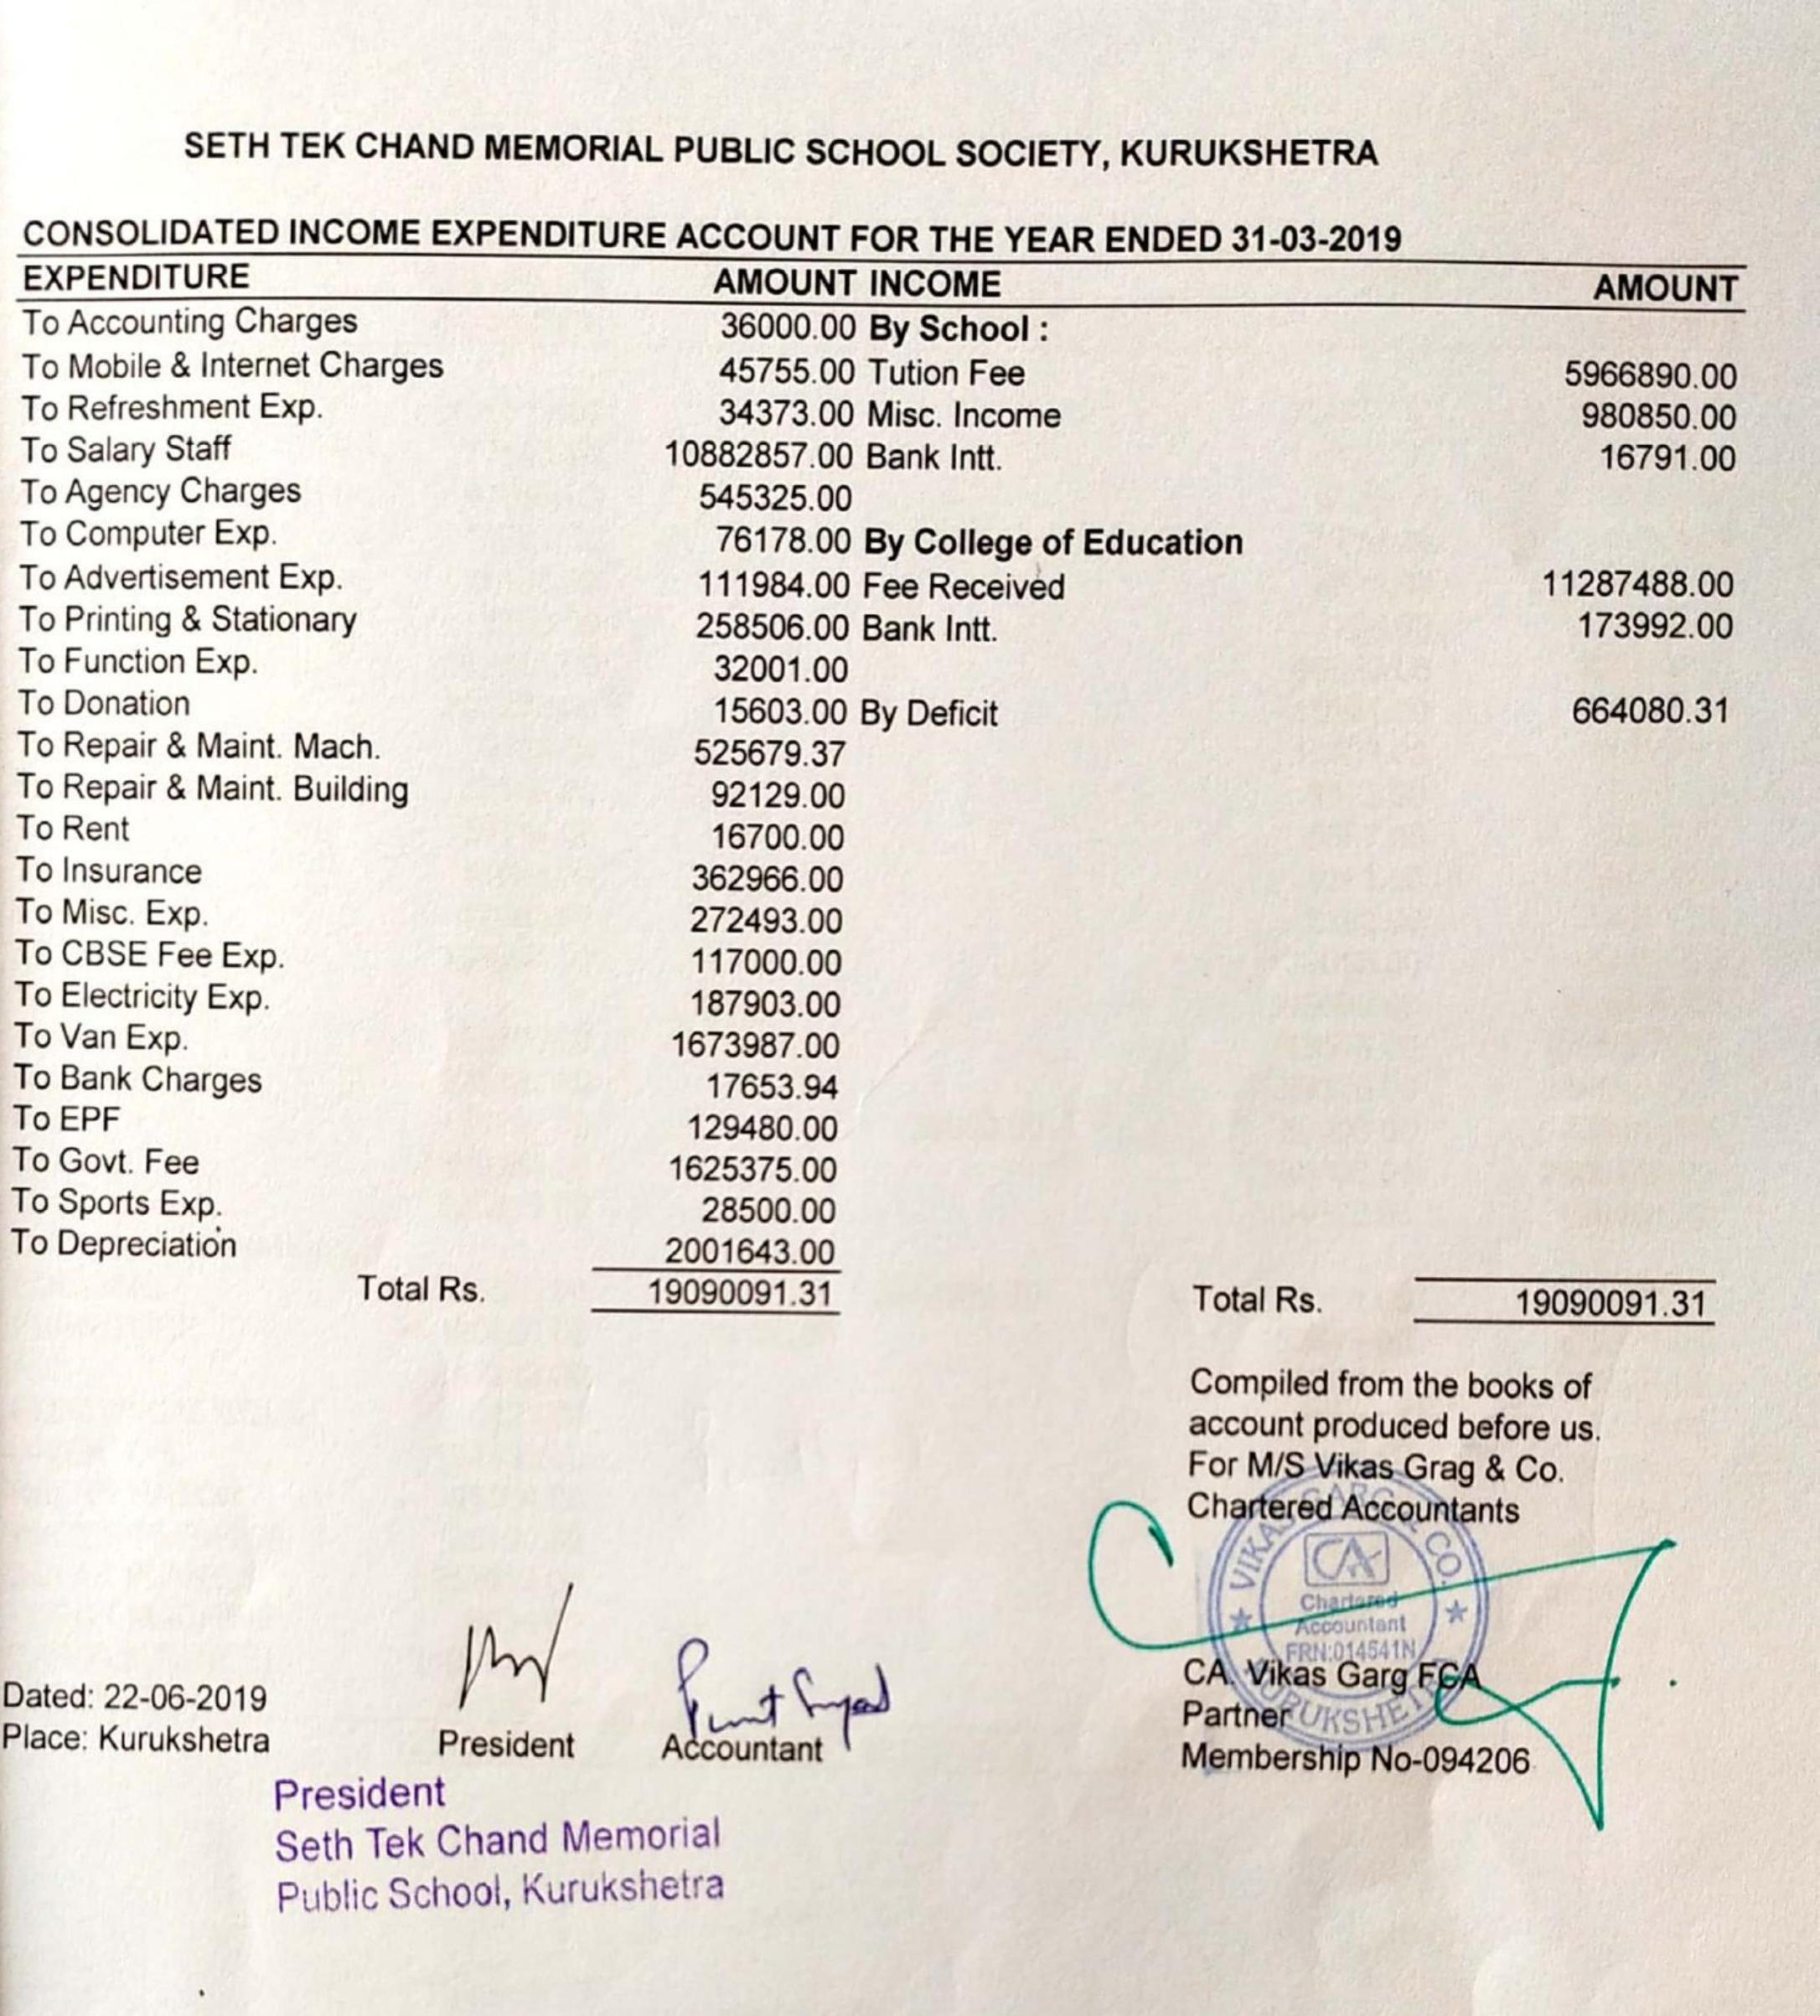 SETH TEK CHAND MEMORIAL PUBLIC SCHOOL SOCIETY, KURUKSHETRA
CONSOLIDATED INCOME EXPENDITURE ACCOUNT FOR THE YEAR ENDED 31-03-2019
EXPENDITURE AMOUNT INCOME AMOUNT
To Accounting Charges 36000.00 By School :
To Mobile & Internet Charges 45755.00 Tution Fee 5966890.00
To Refreshment Exp. 34373.00 Misc. Income 980850.00
To Salary Staff 10882857.00 Bank Intt. 16791.00
To Agency Charges 545325.00
To Computer Exp. 76178.00 By College of Education
To Advertisement Exp. 111984.00 Fee Received 11287488.00
To Printing & Stationary 258506.00 Bank Intt. 173992.00
To Function Exp. 32001.00
To Donation 15603.00 By Deficit 664080.31
To Repair & Maint. Mach. 525679.37
To Repair & Maint. Building 92129.00
To Rent 16700.00
To Insurance 362966.00
To Misc. Exp. 272493.00
To CBSE Fee Exp. 117000.00
To Electricity Exp. 187903.00
To Van Exp. 1673987.00
To Bank Charges 17653.94
To EPF 129480.00
To Govt. Fee 1625375.00
To Sports Exp. 28500.00
To Depreciation 2001643.00
Total Rs. 19090091.31 Total Rs. 19090091.31
Compiled from the books of
account produced before us.
For M/S Vikas Grag & Co.
Chartered Accountants
VIKAS GARG & CO.
CA
Chartered
Accountant
FRN:014541N
KURUKSHETRA
CA. Vikas Garg FCA
Partner
Membership No-094206
Dated: 22-06-2019
Place: Kurukshetra
President Accountant
President
Seth Tek Chand Memorial
Public School, Kurukshetra